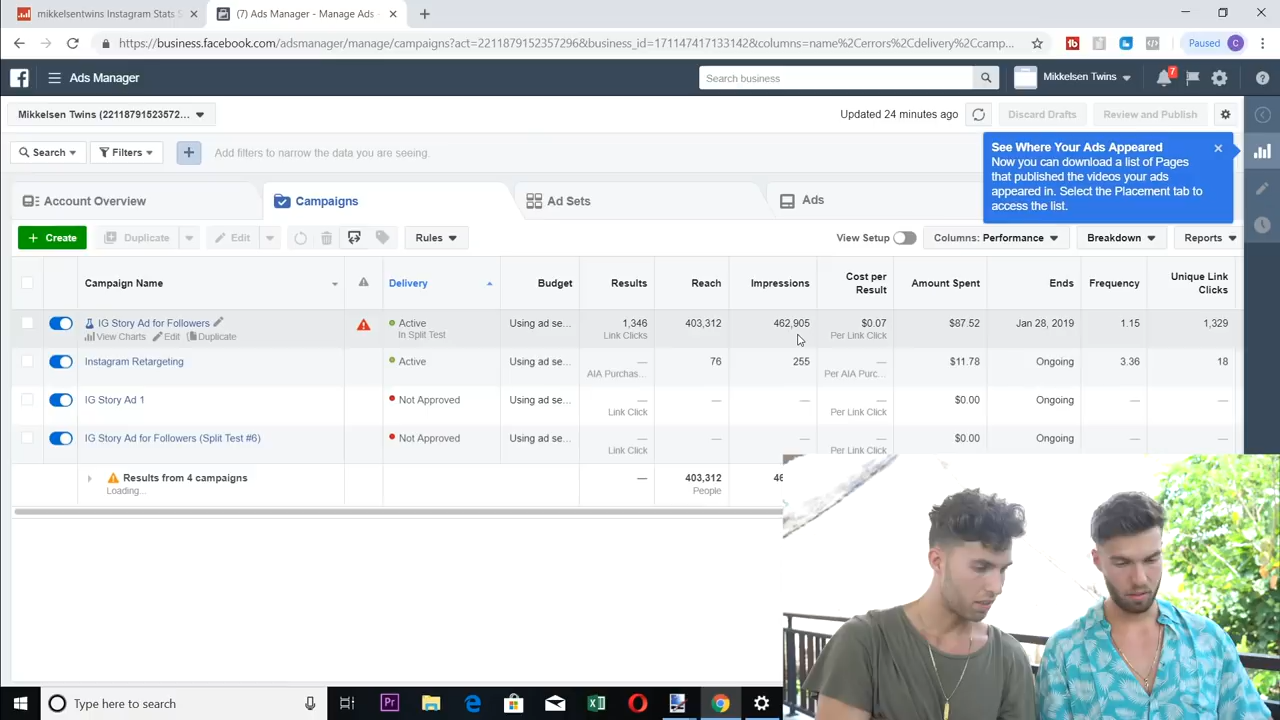 mikkelsentwins Instagram Stats S
(7) Ads Manager - Manage Ads -
https://business.facebook.com/adsmanager/manage/campaigns?act=2211879152357296&business_id=171147417133142&columns=name%2Cerrors%2Cdelivery%2Ccamp...
Paused C
Ads Manager
Search business
Mikkelsen Twins
7
Mikkelsen Twins (22118791523572...
Updated 24 minutes ago
Discard Drafts
Review and Publish
Search
Filters
Add filters to narrow the data you are seeing.
See Where Your Ads Appeared
Now you can download a list of Pages
that published the videos your ads
appeared in. Select the Placement tab to
access the list.
Account Overview
Campaigns
Ad Sets
Ads
+ Create
Duplicate
Edit
Rules
View Setup
Columns: Performance
Breakdown
Reports
Campaign Name
Delivery
Budget
Results
Reach
Impressions
Cost per
Result
Amount Spent
Ends
Frequency
Unique Link
Clicks
IG Story Ad for Followers
View Charts Edit Duplicate
Active
In Split Test
Using ad se...
1,346
Link Clicks
403,312
462,905
$0.07
Per Link Click
$87.52
Jan 28, 2019
1.15
1,329
Instagram Retargeting
Active
Using ad se...
—
AIA Purchas...
76
255
—
Per AIA Purc...
$11.78
Ongoing
3.36
18
IG Story Ad 1
Not Approved
Using ad se...
—
Link Click
—
—
—
Per Link Click
$0.00
Ongoing
—
—
IG Story Ad for Followers (Split Test #6)
Not Approved
Using ad se...
—
Link Click
—
—
—
Per Link Click
$0.00
Ongoing
—
—
Results from 4 campaigns
Loading...
—
403,312
People
46
Type here to search
Pr